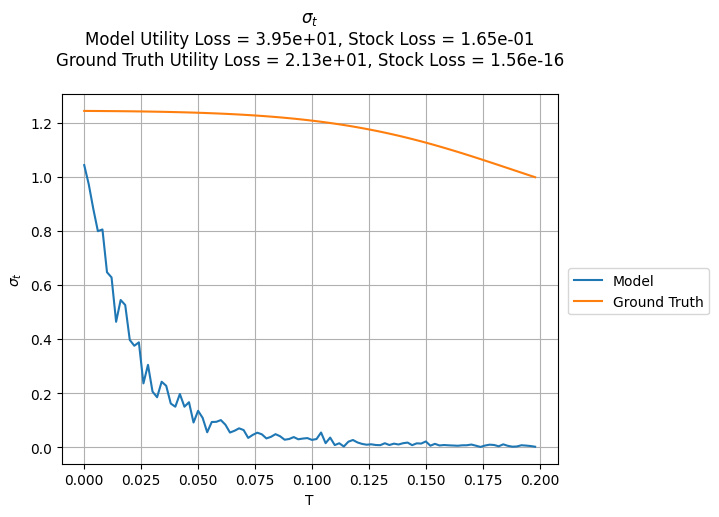 σt
Model Utility Loss = 3.95e+01, Stock Loss = 1.65e-01
Ground Truth Utility Loss = 2.13e+01, Stock Loss = 1.56e-16
1.2
1.0
0.8
0.6
0.4
0.2
0.0
σt
0.000 0.025 0.050 0.075 0.100 0.125 0.150 0.175 0.200
T
Model
Ground Truth